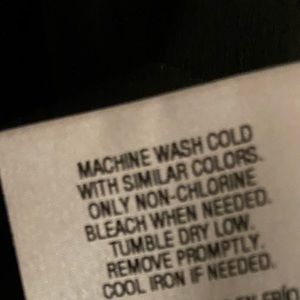 MACHINE WASH COLD
WITH SIMILAR COLORS.
ONLY NON-CHLORINE
BLEACH WHEN NEEDED.
TUMBLE DRY LOW.
REMOVE PROMPTLY.
COOL IRON IF NEEDED.